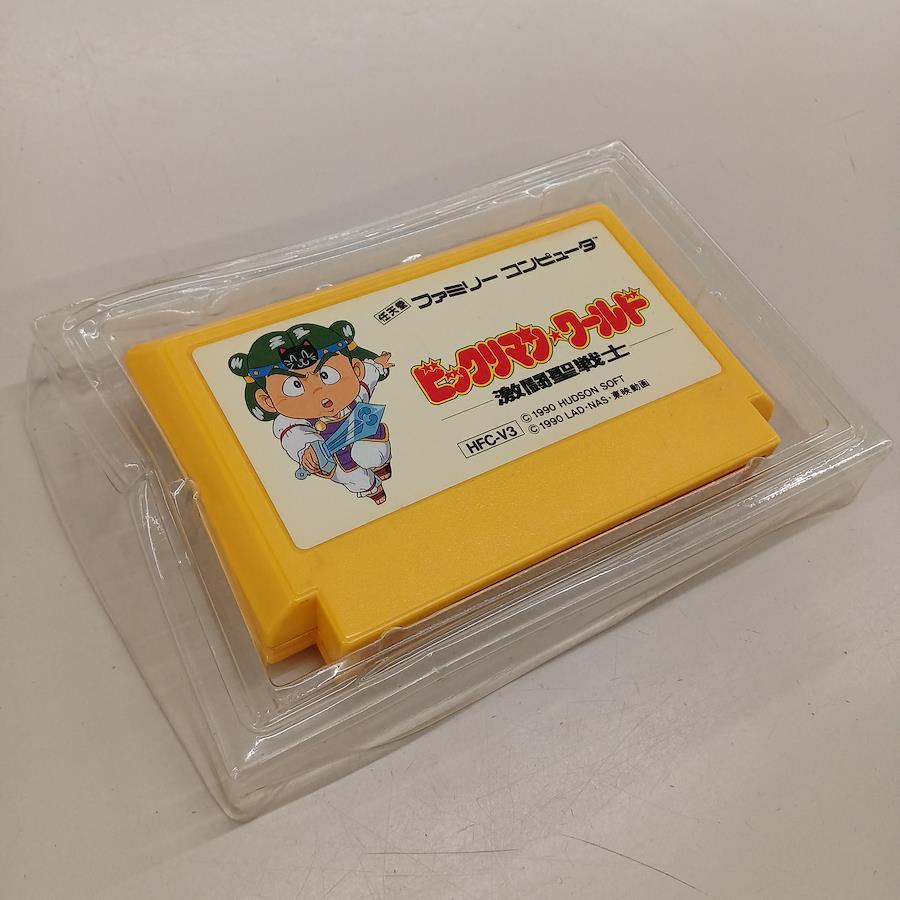 任天堂 ファミリー コンピュータ™
ビックリマン★ワールド
激闘聖戦士
HFC-V3
© 1990 HUDSON SOFT
© 1990 LAD・NAS・東映動画